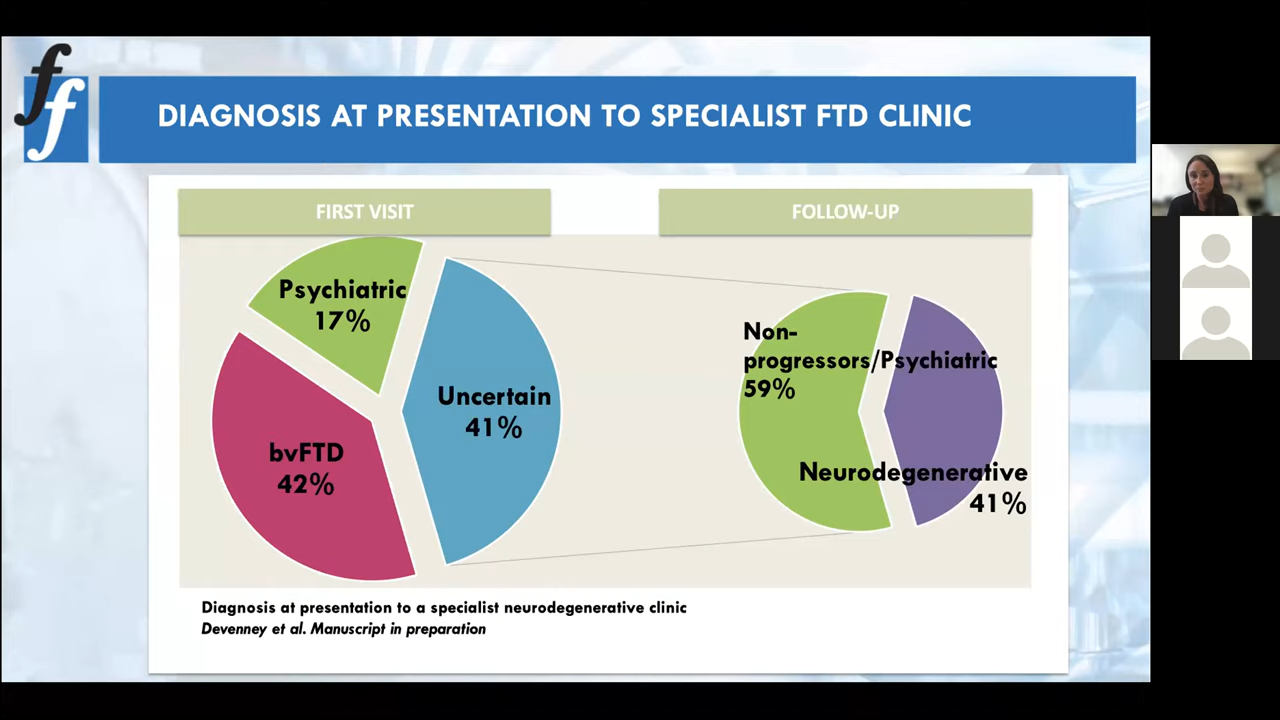 ff
DIAGNOSIS AT PRESENTATION TO SPECIALIST FTD CLINIC
FIRST VISIT
FOLLOW-UP
Psychiatric
17%
Uncertain
41%
bvFTD
42%
Non-
progressors/Psychiatric
59%
Neurodegenerative
41%
Diagnosis at presentation to a specialist neurodegenerative clinic
Devenney et al. Manuscript in preparation